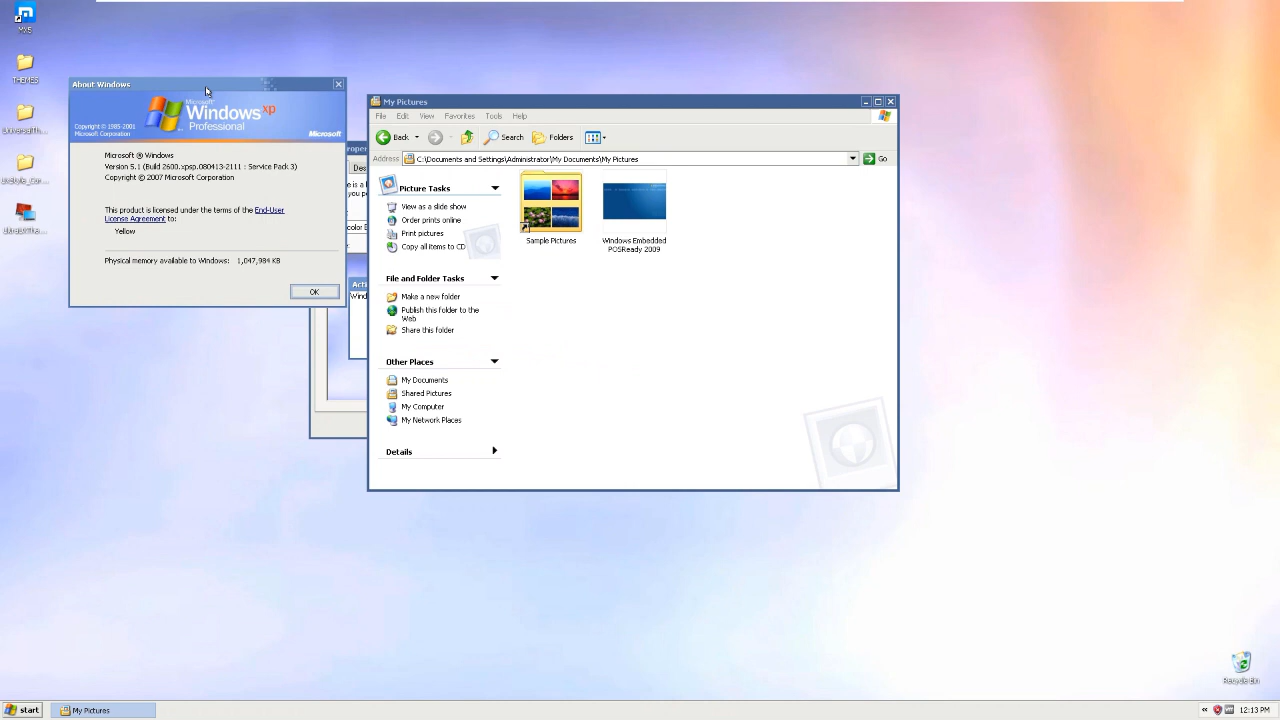 MX5
THEMES
About Windows
Microsoft®
Windows xp
Professional
Copyright © 1985-2001
Microsoft Corporation
Microsoft
Microsoft ® Windows
Version 5.1 (Build 2600.xpsp.080413-2111 : Service Pack 3)
Copyright © 2007 Microsoft Corporation
This product is licensed under the terms of the End-User
License Agreement to:
Yellow
Physical memory available to Windows: 1,047,984 KB
OK
My Pictures
File Edit View Favorites Tools Help
Back Search Folders
Address C:\Documents and Settings\Administrator\My Documents\My Pictures Go
Picture Tasks
View as a slide show
Order prints online
Print pictures
Copy all items to CD
File and Folder Tasks
Make a new folder
Publish this folder to the
Web
Share this folder
Other Places
My Documents
Shared Pictures
My Computer
My Network Places
Details
Sample Pictures
Windows Embedded
POSReady 2009
Recycle Bin
start
My Pictures
« 12:13 PM